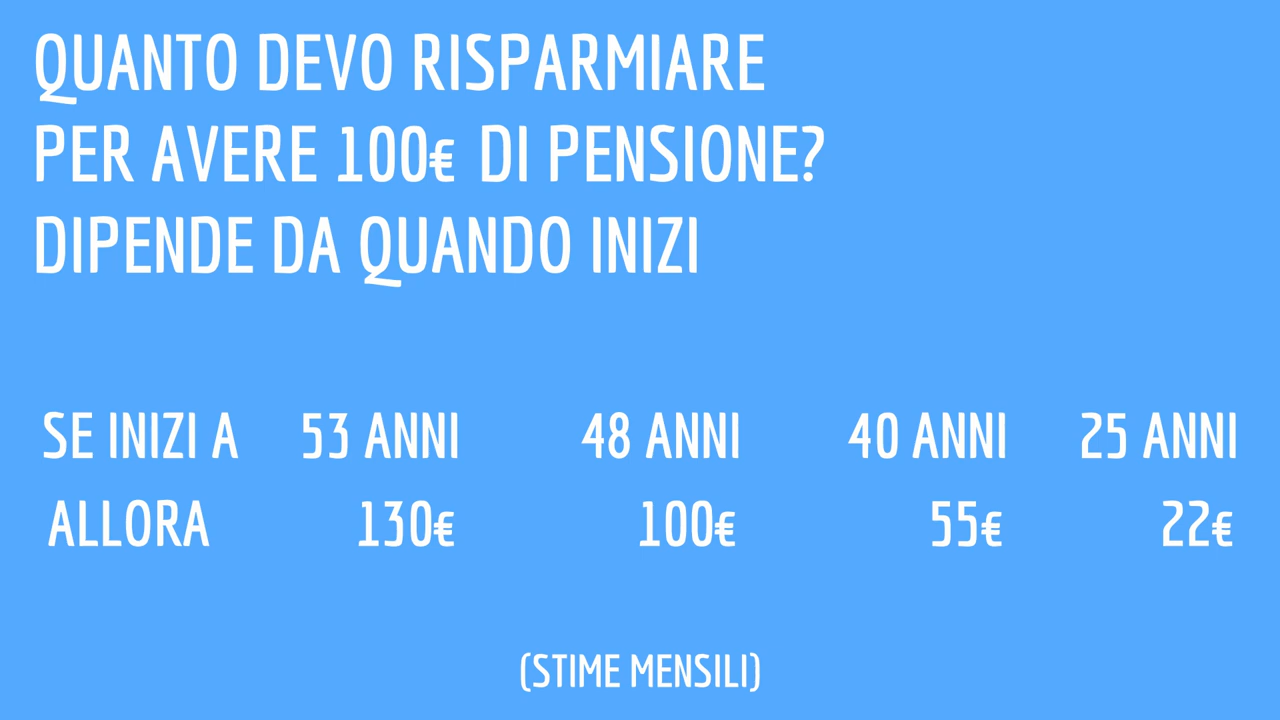 QUANTO DEVO RISPARMIARE
PER AVERE 100€ DI PENSIONE?
DIPENDE DA QUANDO INIZI
SE INIZI A 53 ANNI 48 ANNI 40 ANNI 25 ANNI
ALLORA 130€ 100€ 55€ 22€
(STIME MENSILI)